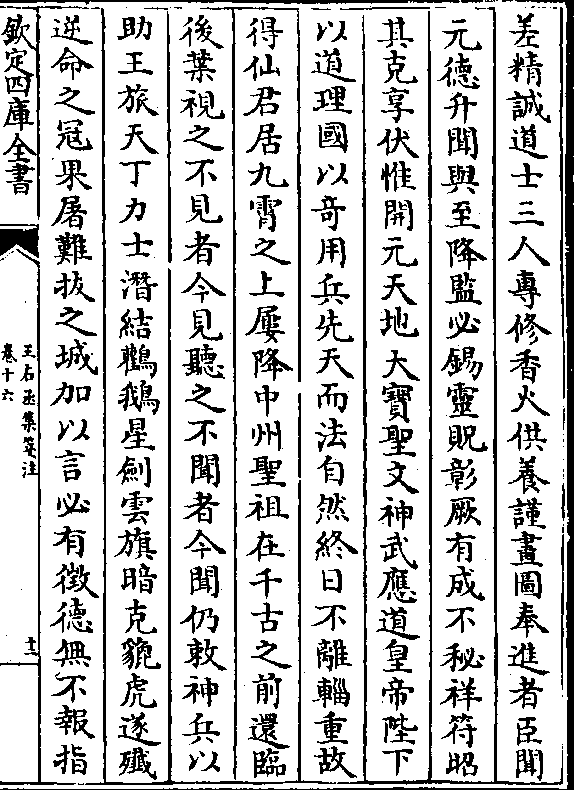 差精誠道士三人專修香火供養謹畫圖奉進者臣聞
元德升聞與至降監必錫靈貺彰厥有成不秘祥符昭
其克享伏惟開元天地大寶聖文神武應道皇帝陛下
以道理國以奇用兵先天而法自然終日不離輜重故
得仙君居九霄之上屢降中州聖祖在千古之前還臨
後葉視之不見者今見聽之不聞者今聞仍敕神兵以
助王旅天丁力士潛結鸛鵝星劍雲旗暗克貔虎遂殲
逆命之冦果屠難拔之城加以言必有徵德無不報指
欽定四庫全書
王右丞集箋注
卷十六
十三